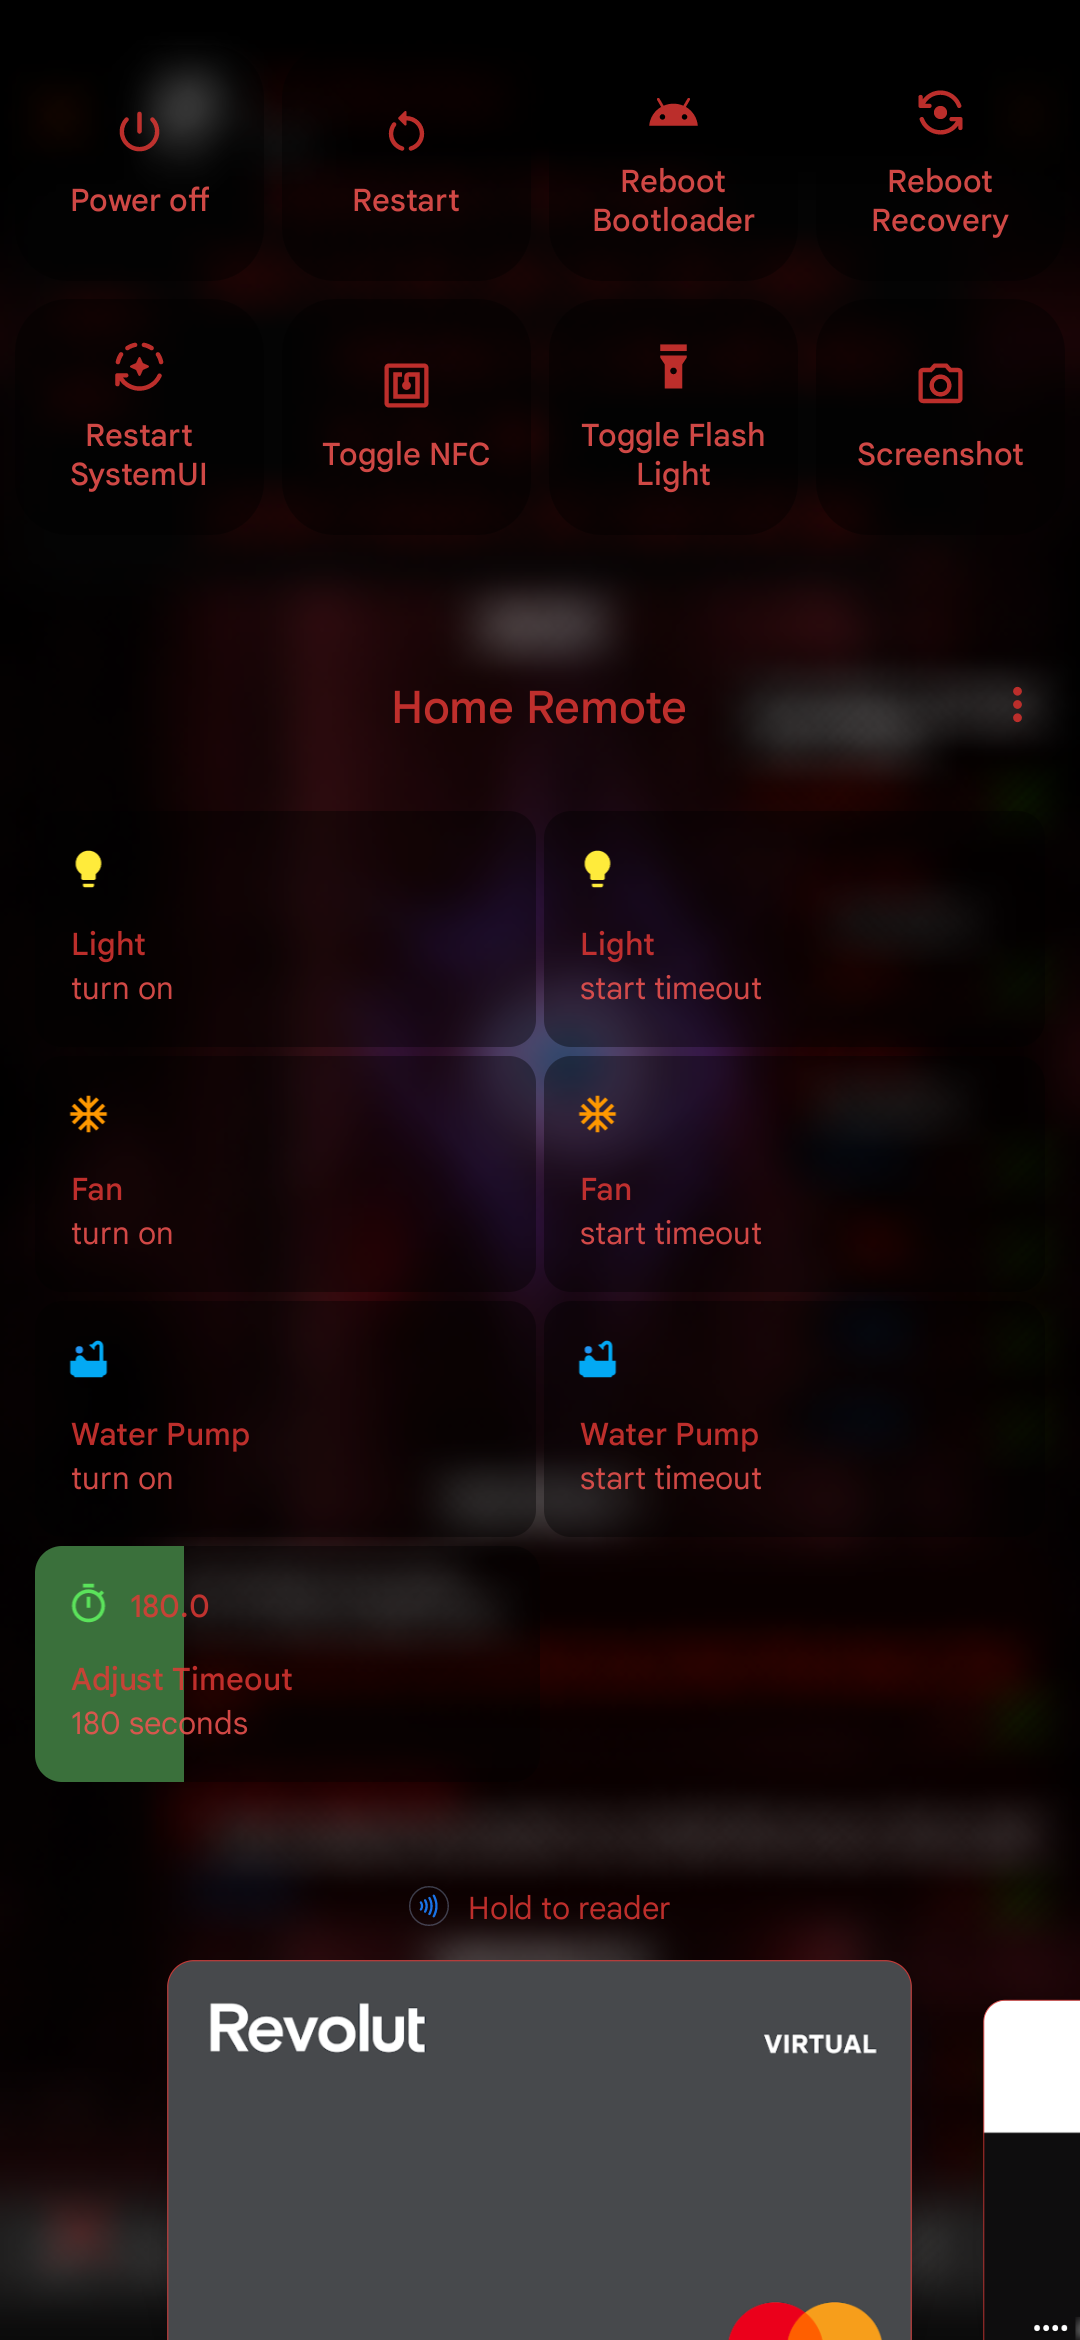 Power off
Restart
Reboot
Bootloader
Reboot
Recovery
Restart
SystemUI
Toggle NFC
Toggle Flash
Light
Screenshot
Home Remote
Light
turn on
Light
start timeout
Fan
turn on
Fan
start timeout
Water Pump
turn on
Water Pump
start timeout
180.0
Adjust Timeout
180 seconds
Hold to reader
Revolut
VIRTUAL